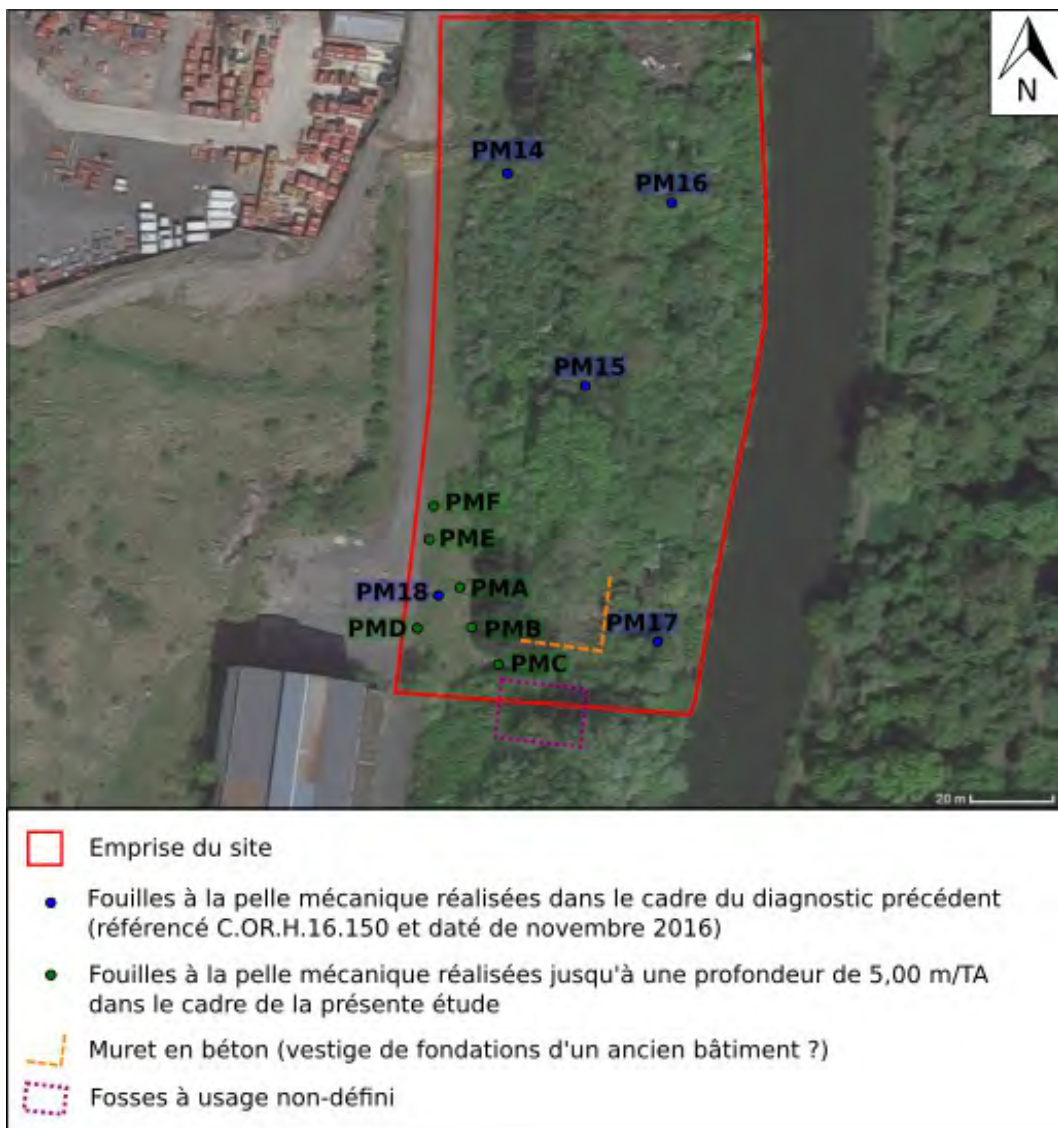 N
PM14
PM16
PM15
PMF
PME
PM18
PMA
PMD
PMB
PM17
PMC
20 m
Emprise du site
Fouilles à la pelle mécanique réalisées dans le cadre du diagnostic précédent
(référencé C.OR.H.16.150 et daté de novembre 2016)
Fouilles à la pelle mécanique réalisées jusqu'à une profondeur de 5,00 m/TA
dans le cadre de la présente étude
Muret en béton (vestige de fondations d'un ancien bâtiment ?)
Fosses à usage non-défini